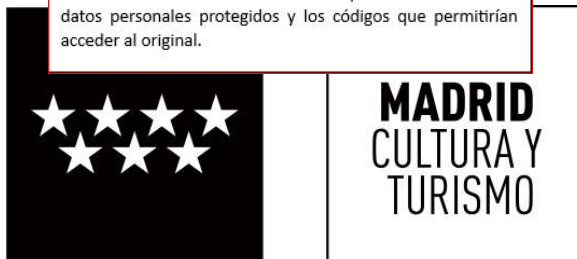 datos personales protegidos y los códigos que permitirían
acceder al original.
MADRID
CULTURA Y
TURISMO